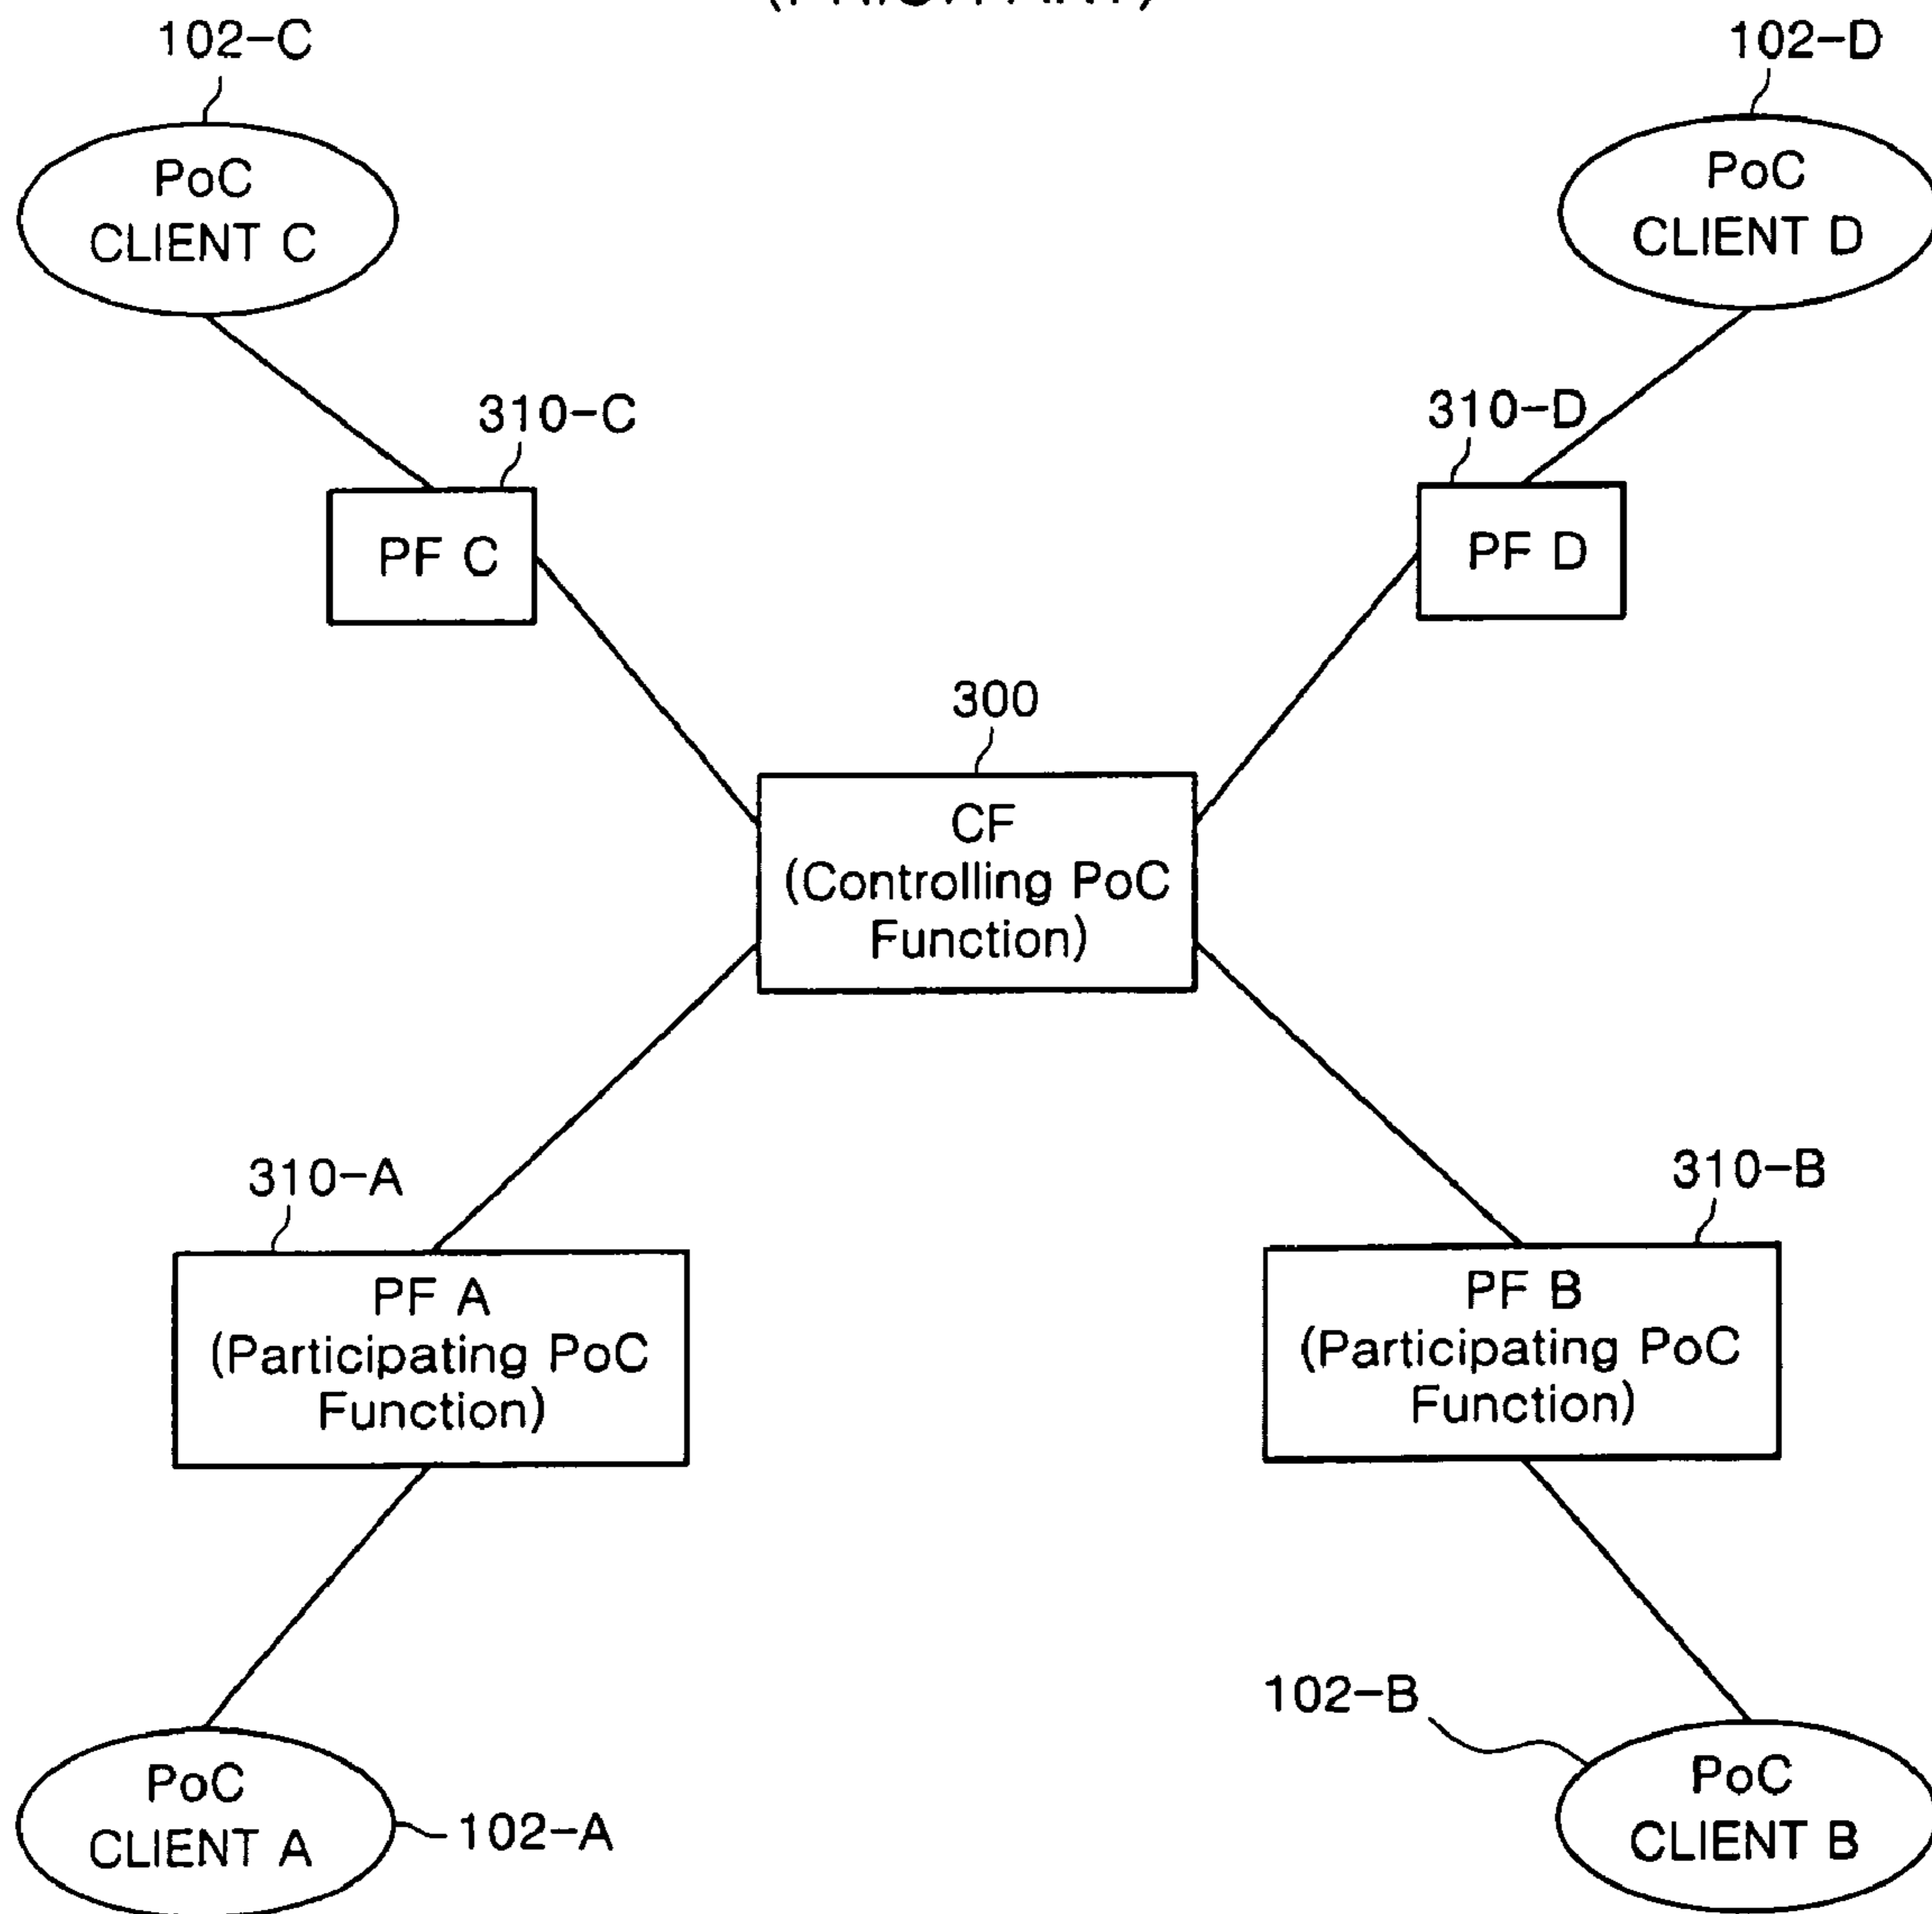 102-C
102-D
PoC
CLIENT C
PoC
CLIENT D
310-C
310-D
PF C
PF D
300
CF
(Controlling PoC
Function)
310-A
310-B
PF A
(Participating PoC
Function)
PF B
(Participating PoC
Function)
102-B
PoC
CLIENT A
102-A
PoC
CLIENT B